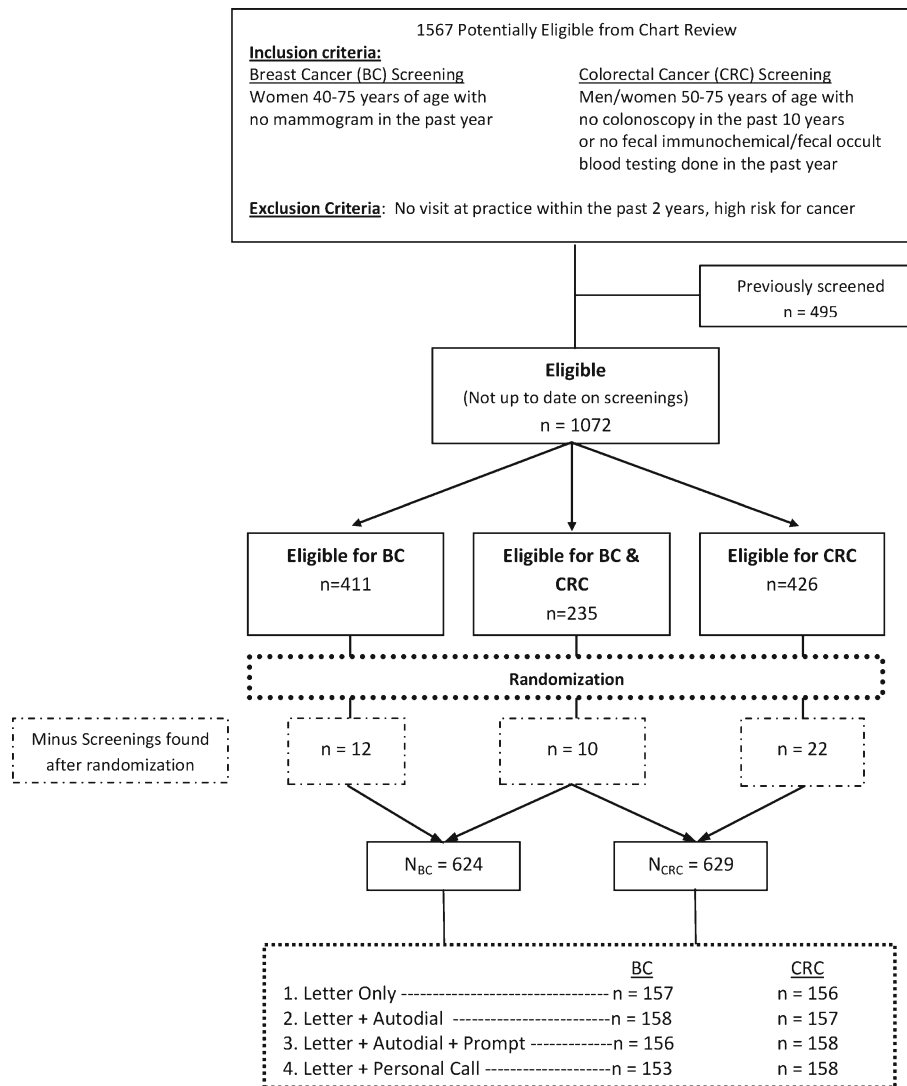 1567 Potentially Eligible from Chart Review
Inclusion criteria:
Breast Cancer (BC) Screening
Women 40-75 years of age with
no mammogram in the past year
Colorectal Cancer (CRC) Screening
Men/women 50-75 years of age with
no colonoscopy in the past 10 years
or no fecal immunochemical/fecal occult
blood testing done in the past year
Exclusion Criteria: No visit at practice within the past 2 years, high risk for cancer
Previously screened
n = 495
Eligible
(Not up to date on screenings)
n = 1072
Eligible for BC
n=411
Eligible for BC &
CRC
n=235
Eligible for CRC
n=426
Randomization
Minus Screenings found
after randomization
n = 12
n = 10
n = 22
NBC = 624
NCRC = 629
BC CRC
1. Letter Only --------------------------------- n = 157 n = 156
2. Letter + Autodial -------------------------- n = 158 n = 157
3. Letter + Autodial + Prompt ------------- n = 156 n = 158
4. Letter + Personal Call -------------------- n = 153 n = 158